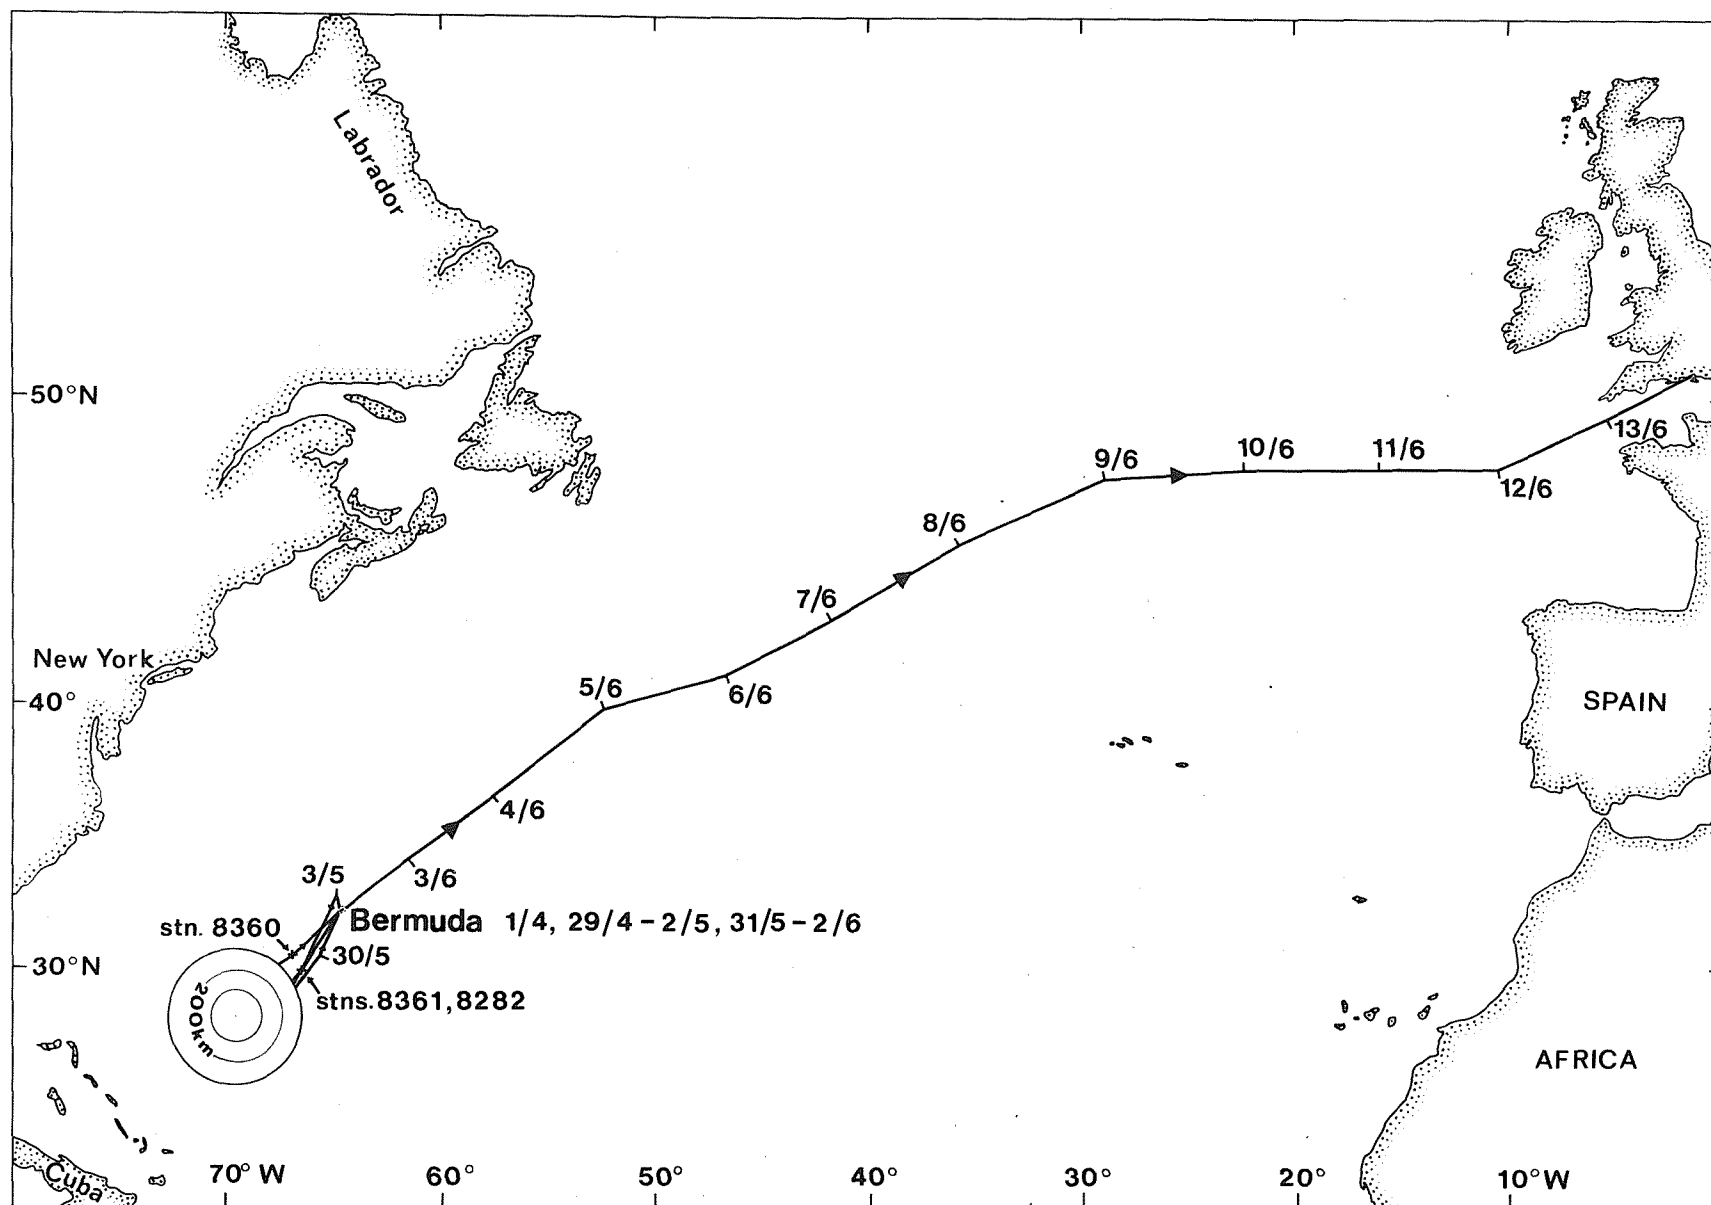 Labrador
50°N
13/6
10/6
11/6
9/6
12/6
8/6
7/6
New York
40°
5/6
6/6
SPAIN
4/6
3/5
3/6
Bermuda 1/4, 29/4 – 2/5, 31/5 – 2/6
stn. 8360
30/5
30°N
stns. 8361, 8282
200km
AFRICA
Cuba
70° W
60°
50°
40°
30°
20°
10°W